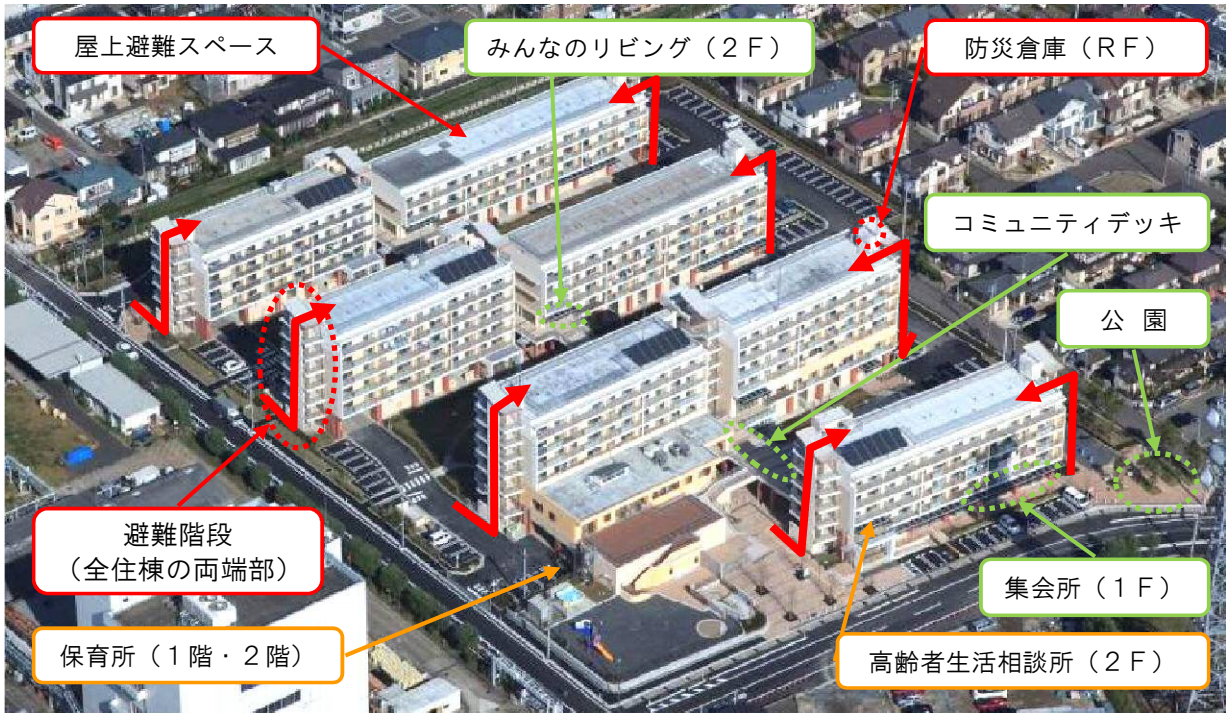 屋上避難スペース
みんなのリビング（２Ｆ）
防災倉庫（ＲＦ）
コミュニティデッキ
公 園
避難階段
（全住棟の両端部）
集会所（１Ｆ）
保育所（１階・２階）
高齢者生活相談所（２Ｆ）